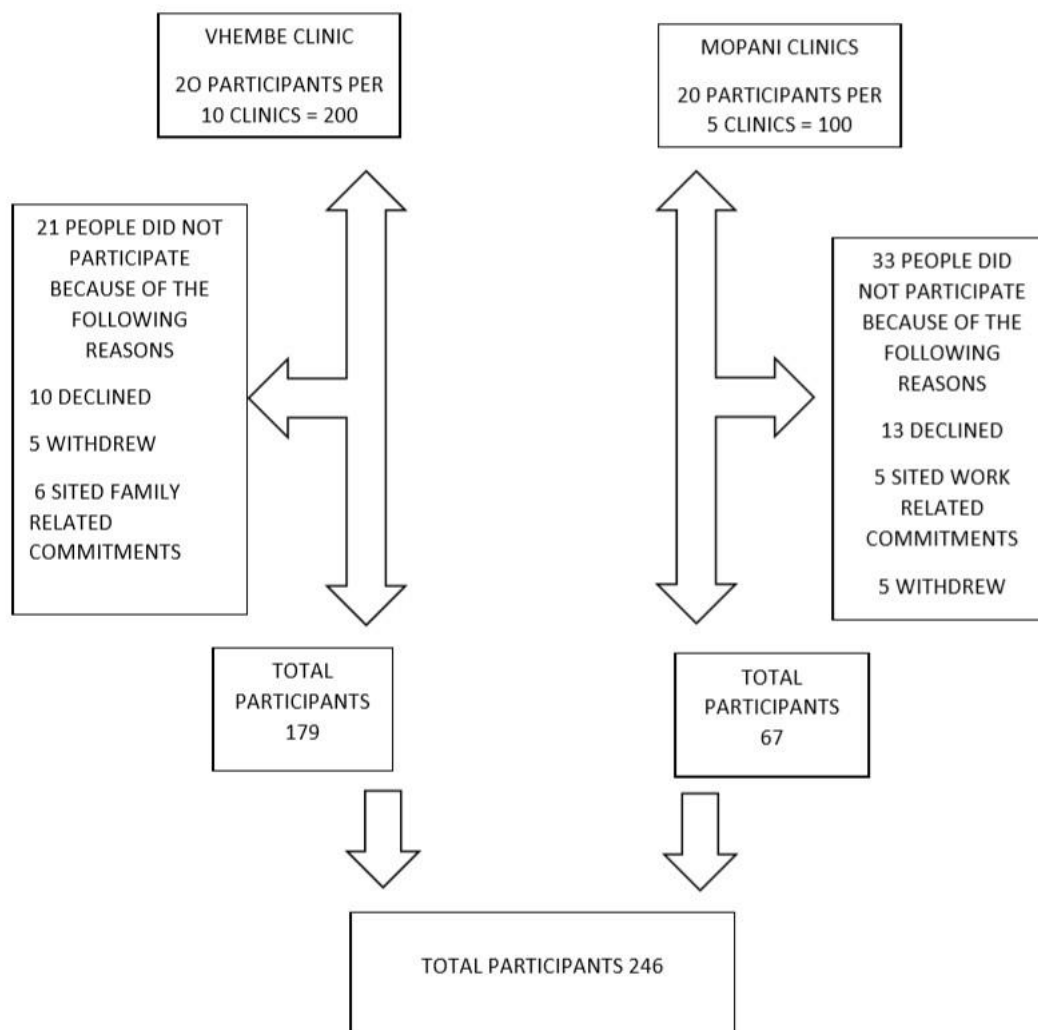 VHEMBE CLINIC
2O PARTICIPANTS PER
10 CLINICS = 200
MOPANI CLINICS
20 PARTICIPANTS PER
5 CLINICS = 100
21 PEOPLE DID NOT
PARTICIPATE
BECAUSE OF THE
FOLLOWING
REASONS
10 DECLINED
5 WITHDREW
6 SITED FAMILY
RELATED
COMMITMENTS
33 PEOPLE DID
NOT PARTICIPATE
BECAUSE OF THE
FOLLOWING
REASONS
13 DECLINED
5 SITED WORK
RELATED
COMMITMENTS
5 WITHDREW
TOTAL
PARTICIPANTS
179
TOTAL
PARTICIPANTS
67
TOTAL PARTICIPANTS 246